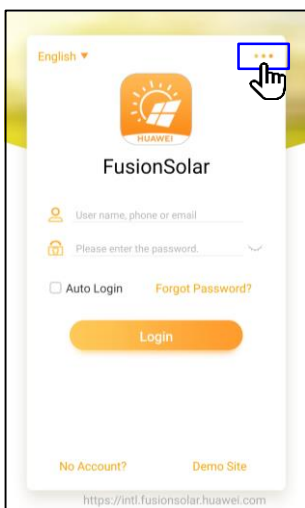 English ▼
HUAWEI
FusionSolar
User name, phone or email
Please enter the password.
Auto Login Forgot Password?
Login
No Account? Demo Site
https://intl.fusionsolar.huawei.com